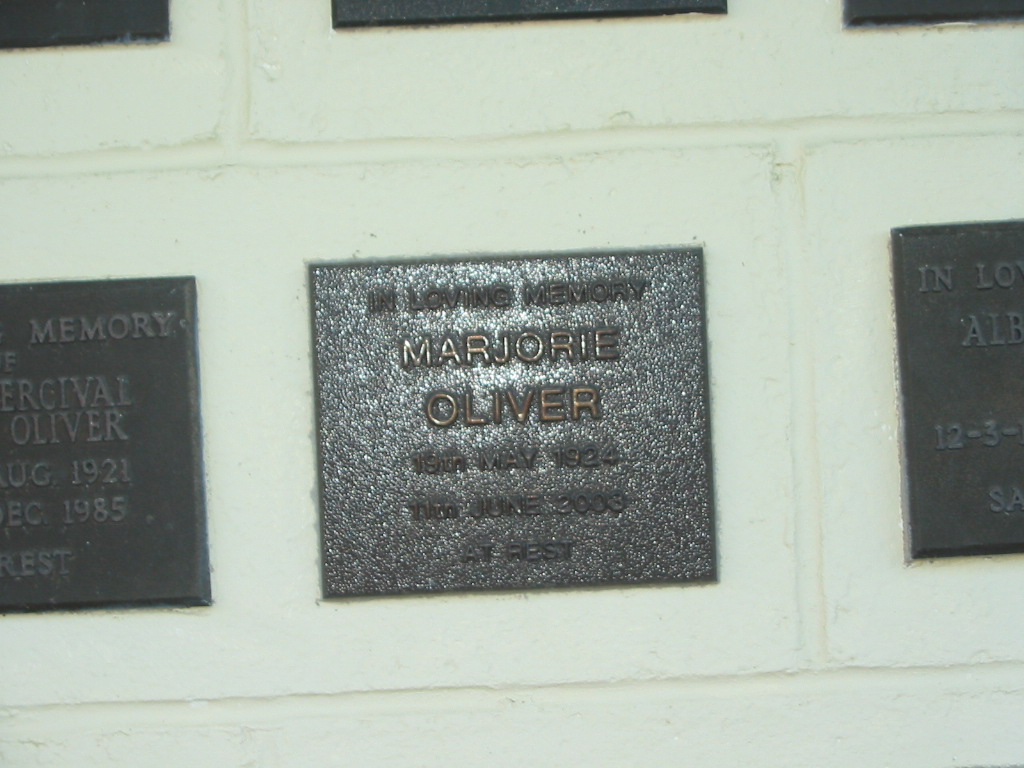 MEMORY
ERCIVAL
OLIVER
AUG. 1921
DEC. 1985
REST
IN LOVING MEMORY
MARJORIE
OLIVER
19th MAY 1924
11th JUNE 2003
AT REST
IN LOV
ALB
12-3-
SA